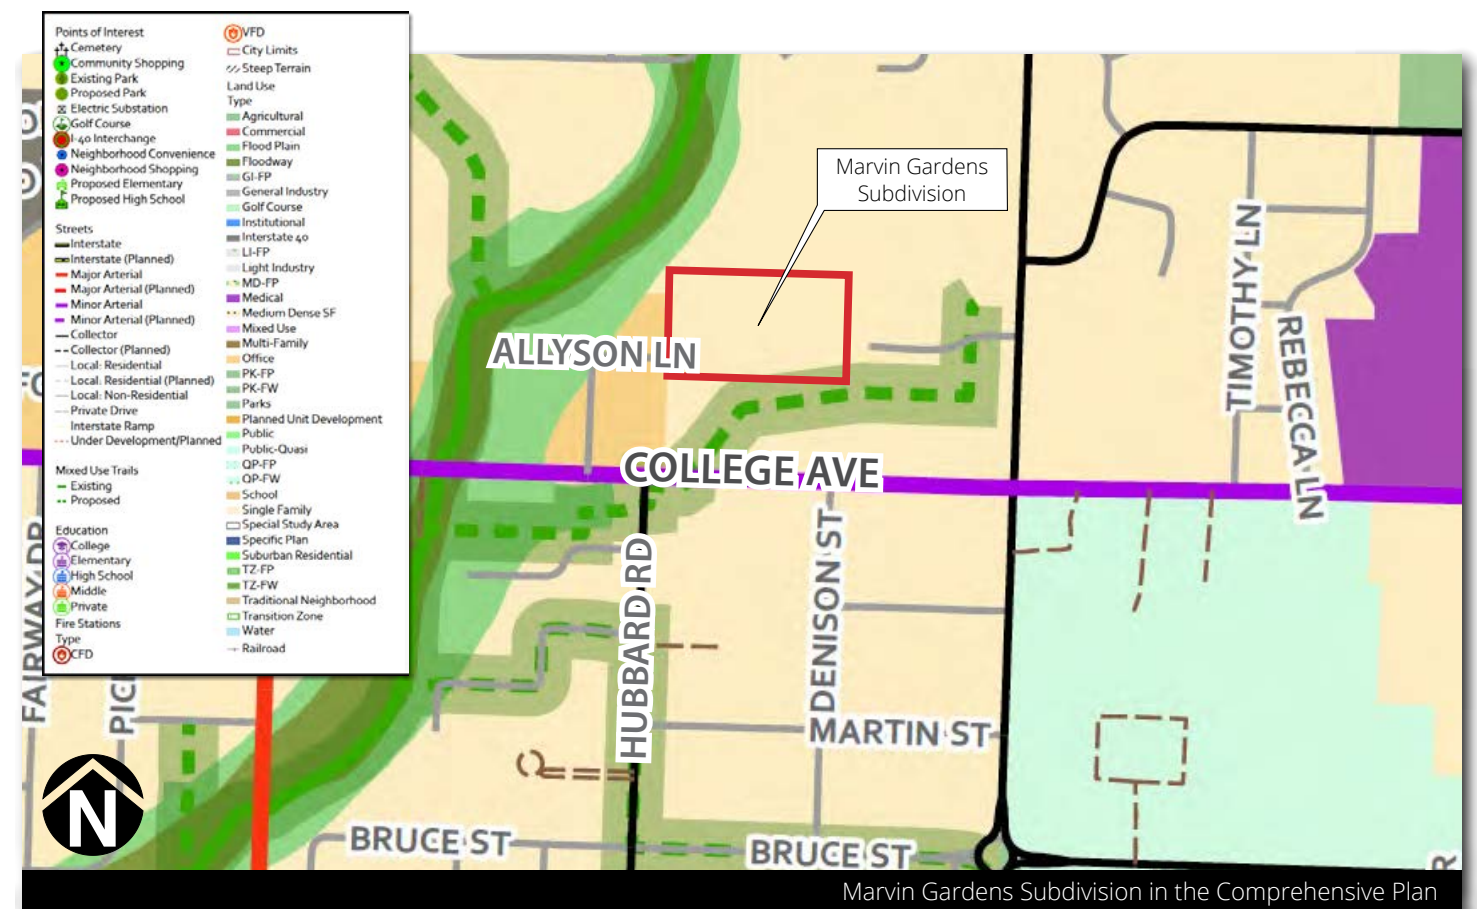 Points of Interest
Cemetery
Community Shopping
Existing Park
Proposed Park
Electric Substation
Golf Course
I-40 Interchange
Neighborhood Convenience
Neighborhood Shopping
Proposed Elementary
Proposed High School
Streets
Interstate
Interstate (Planned)
Major Arterial
Major Arterial (Planned)
Minor Arterial
Minor Arterial (Planned)
Collector
Collector (Planned)
Local: Residential
Local: Residential (Planned)
Local: Non-Residential
Private Drive
Interstate Ramp
Under Development/Planned
Mixed Use Trails
Existing
Proposed
Education
College
Elementary
High School
Middle
Private
Fire Stations
Type
CFD
VFD
City Limits
Steep Terrain
Land Use
Type
Agricultural
Commercial
Flood Plain
Floodway
GI-FP
General Industry
Golf Course
Institutional
Interstate 40
LI-FP
Light Industry
MD-FP
Medical
Medium Dense SF
Mixed Use
Multi-Family
Office
PK-FP
PK-FW
Parks
Planned Unit Development
Public
Public-Quasi
QP-FP
QP-FW
School
Single Family
Special Study Area
Specific Plan
Suburban Residential
TZ-FP
TZ-FW
Traditional Neighborhood
Transition Zone
Water
Railroad
Marvin Gardens
Subdivision
ALLYSON LN
COLLEGE AVE
TIMOTHY LN
REBECCA LN
FAIRWAY DR
HUBBARD RD
DENISON ST
MARTIN ST
BRUCE ST
BRUCE ST
N
Marvin Gardens Subdivision in the Comprehensive Plan